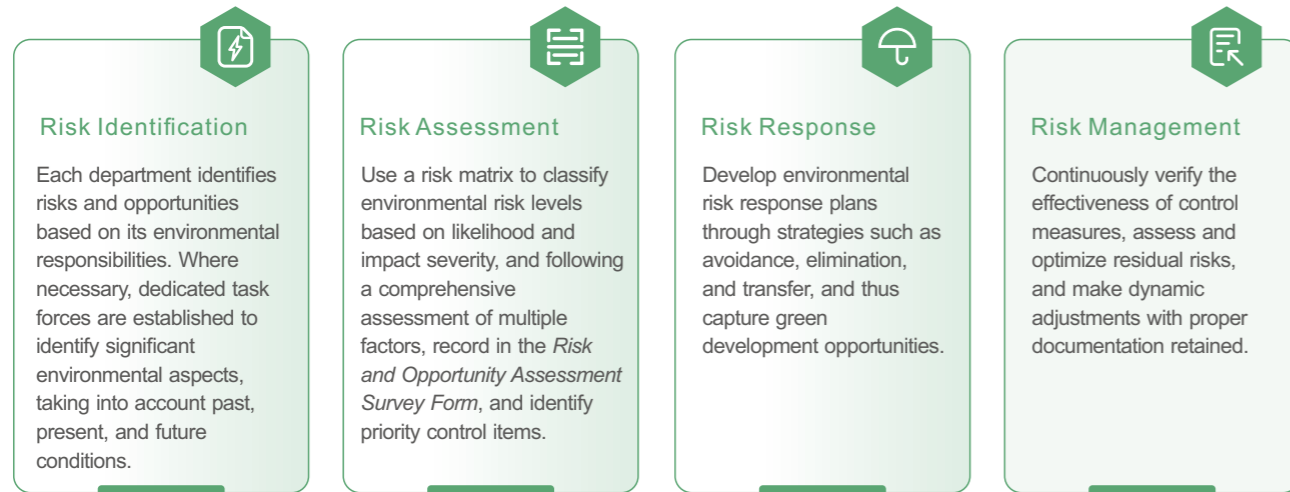 Risk Identification
Each department identifies
risks and opportunities
based on its environmental
responsibilities. Where
necessary, dedicated task
forces are established to
identify significant
environmental aspects,
taking into account past,
present, and future
conditions.
Risk Assessment
Use a risk matrix to classify
environmental risk levels
based on likelihood and
impact severity, and following
a comprehensive
assessment of multiple
factors, record in the Risk
and Opportunity Assessment
Survey Form, and identify
priority control items.
Risk Response
Develop environmental
risk response plans
through strategies such as
avoidance, elimination,
and transfer, and thus
capture green
development opportunities.
Risk Management
Continuously verify the
effectiveness of control
measures, assess and
optimize residual risks,
and make dynamic
adjustments with proper
documentation retained.